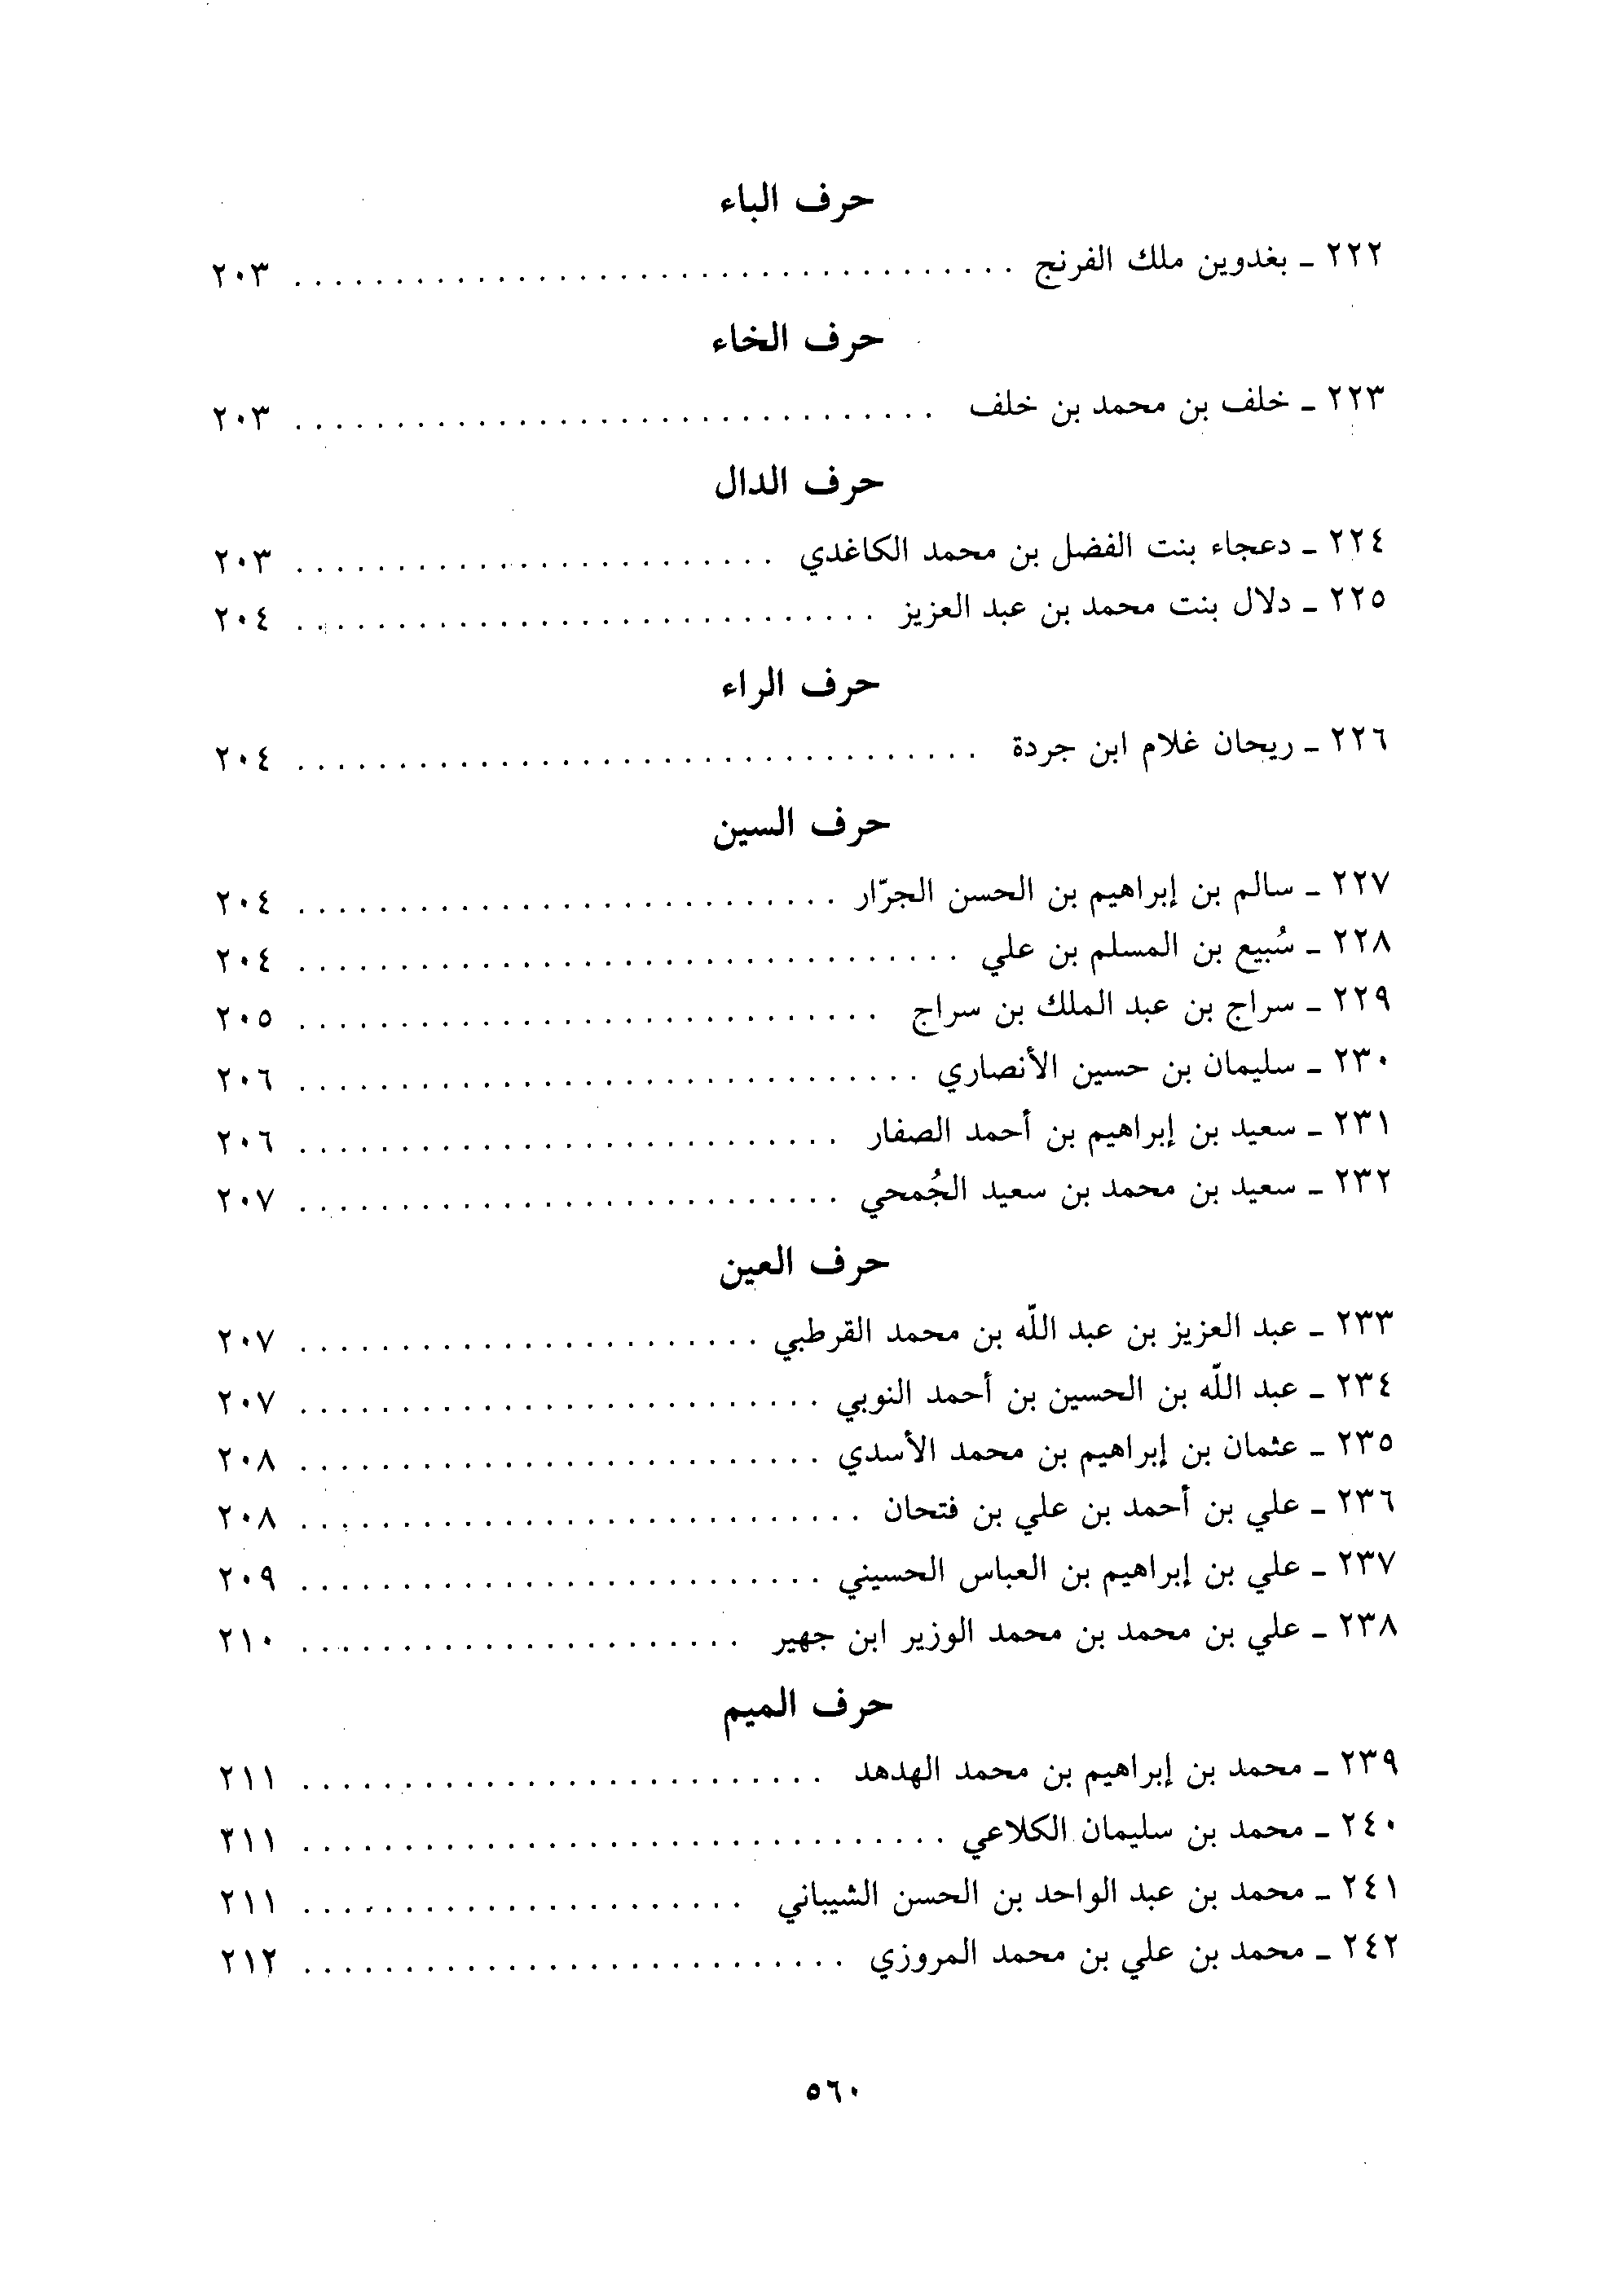 حرف الباء
٢٢٢ ـ بغدوين ملك الفرنج . . . . . . . . . . . . . . . . . . . . ٢٠٣
حرف الخاء
٢٢٣ ـ خلف بن محمد بن خلف . . . . . . . . . . . . . . . . . . . . ٢٠٣
حرف الدال
٢٢٤ ـ دعجاء بنت الفضل بن محمد الكاغدي . . . . . . . . . . . . . . . . . . . . ٢٠٣
٢٢٥ ـ دلال بنت محمد بن عبد العزيز . . . . . . . . . . . . . . . . . . . . ٢٠٤
حرف الراء
٢٢٦ ـ ريحان غلام ابن جردة . . . . . . . . . . . . . . . . . . . . ٢٠٤
حرف السين
٢٢٧ ـ سالم بن إبراهيم بن الحسن الجرّار . . . . . . . . . . . . . . . . . . . . ٢٠٤
٢٢٨ ـ سُبيع بن المسلم بن علي . . . . . . . . . . . . . . . . . . . . ٢٠٤
٢٢٩ ـ سراج بن عبد الملك بن سراج . . . . . . . . . . . . . . . . . . . . ٢٠٥
٢٣٠ ـ سليمان بن حسين الأنصاري . . . . . . . . . . . . . . . . . . . . ٢٠٦
٢٣١ ـ سعيد بن إبراهيم بن أحمد الصفار . . . . . . . . . . . . . . . . . . . . ٢٠٦
٢٣٢ ـ سعيد بن محمد بن سعيد الجُمحي . . . . . . . . . . . . . . . . . . . . ٢٠٧
حرف العين
٢٣٣ ـ عبد العزيز بن عبد اللّه بن محمد القرطبي . . . . . . . . . . . . . . . . . . . . ٢٠٧
٢٣٤ ـ عبد اللّه بن الحسين بن أحمد النوبي . . . . . . . . . . . . . . . . . . . . ٢٠٧
٢٣٥ ـ عثمان بن إبراهيم بن محمد الأسدي . . . . . . . . . . . . . . . . . . . . ٢٠٨
٢٣٦ ـ علي بن أحمد بن علي بن فتحان . . . . . . . . . . . . . . . . . . . . ٢٠٨
٢٣٧ ـ علي بن إبراهيم بن العباس الحسيني . . . . . . . . . . . . . . . . . . . . ٢٠٩
٢٣٨ ـ علي بن محمد بن محمد الوزير ابن جهير . . . . . . . . . . . . . . . . . . . . ٢١٠
حرف الميم
٢٣٩ ـ محمد بن إبراهيم بن محمد الهدهد . . . . . . . . . . . . . . . . . . . . ٢١١
٢٤٠ ـ محمد بن سليمان الكلاعي . . . . . . . . . . . . . . . . . . . . ٢١١
٢٤١ ـ محمد بن عبد الواحد بن الحسن الشيباني . . . . . . . . . . . . . . . . . . . . ٢١١
٢٤٢ ـ محمد بن علي بن محمد المروزي . . . . . . . . . . . . . . . . . . . . ٢١٢
٥٦٠